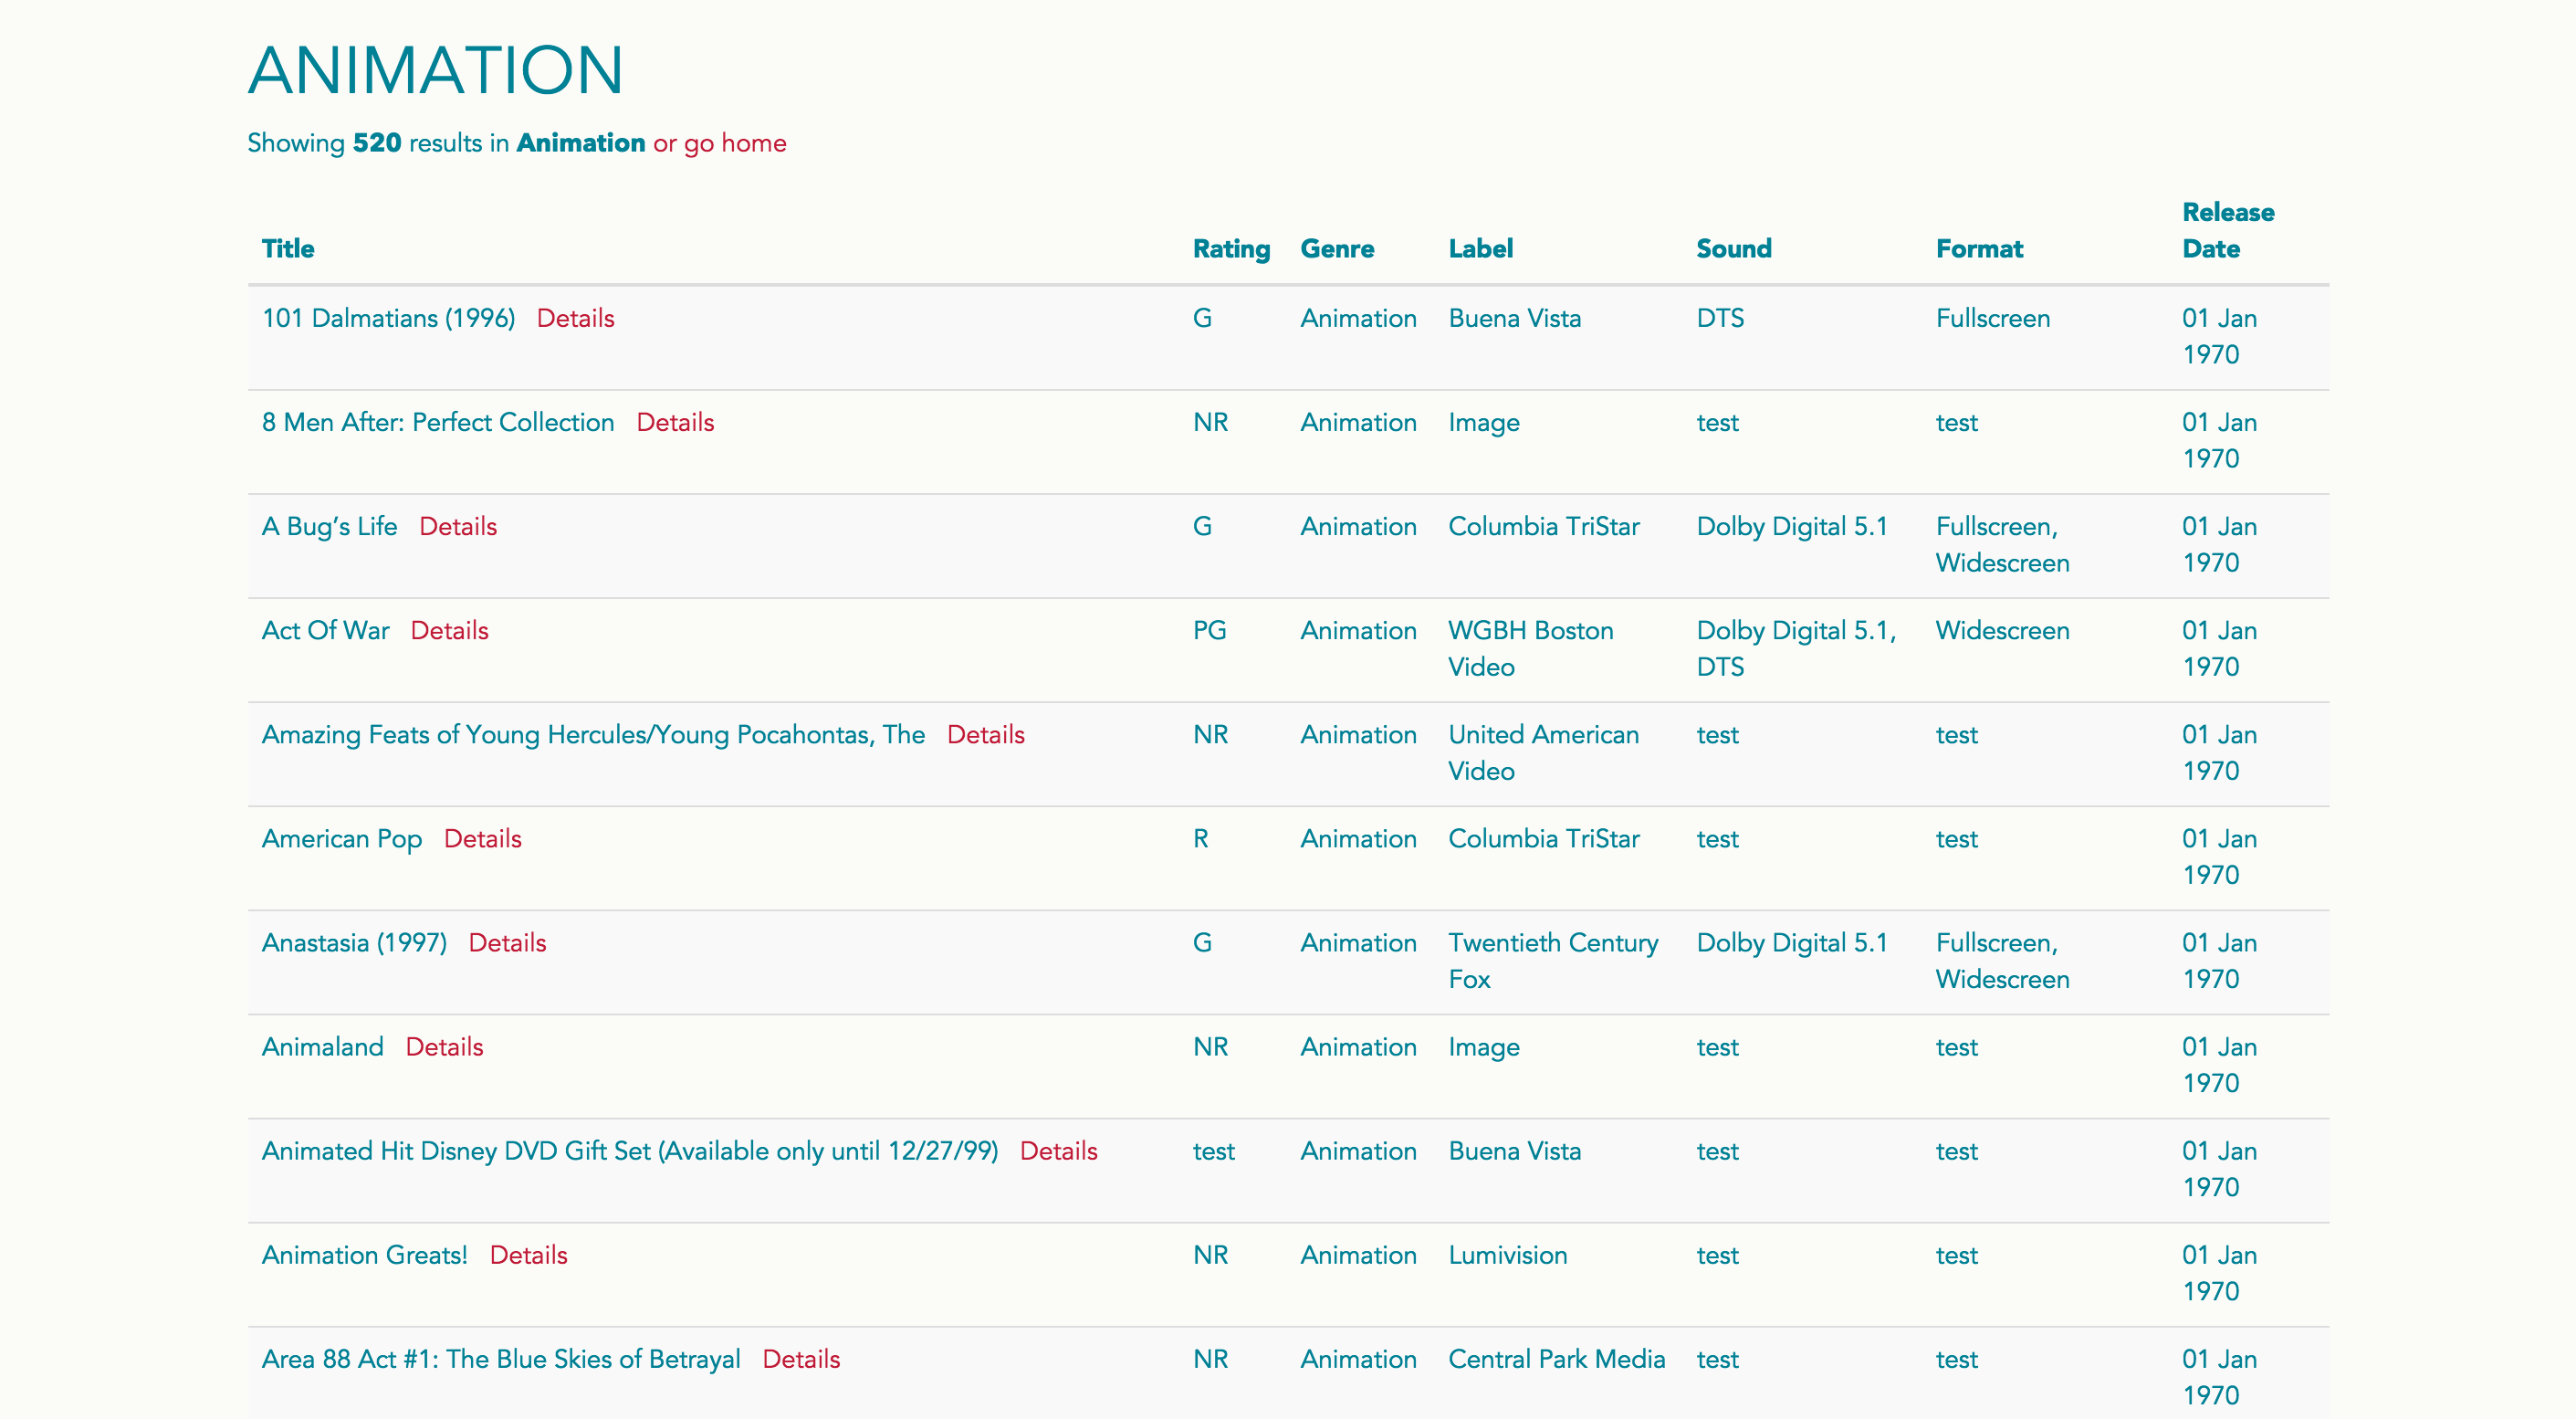 ANIMATION
Showing 520 results in Animation or go home
Title Rating Genre Label Sound Format Release Date
101 Dalmatians (1996) Details G Animation Buena Vista DTS Fullscreen 01 Jan 1970
8 Men After: Perfect Collection Details NR Animation Image test test 01 Jan 1970
A Bug’s Life Details G Animation Columbia TriStar Dolby Digital 5.1 Fullscreen, Widescreen 01 Jan 1970
Act Of War Details PG Animation WGBH Boston Video Dolby Digital 5.1, DTS Widescreen 01 Jan 1970
Amazing Feats of Young Hercules/Young Pocahontas, The Details NR Animation United American Video test test 01 Jan 1970
American Pop Details R Animation Columbia TriStar test test 01 Jan 1970
Anastasia (1997) Details G Animation Twentieth Century Fox Dolby Digital 5.1 Fullscreen, Widescreen 01 Jan 1970
Animaland Details NR Animation Image test test 01 Jan 1970
Animated Hit Disney DVD Gift Set (Available only until 12/27/99) Details test Animation Buena Vista test test 01 Jan 1970
Animation Greats! Details NR Animation Lumivision test test 01 Jan 1970
Area 88 Act #1: The Blue Skies of Betrayal Details NR Animation Central Park Media test test 01 Jan 1970